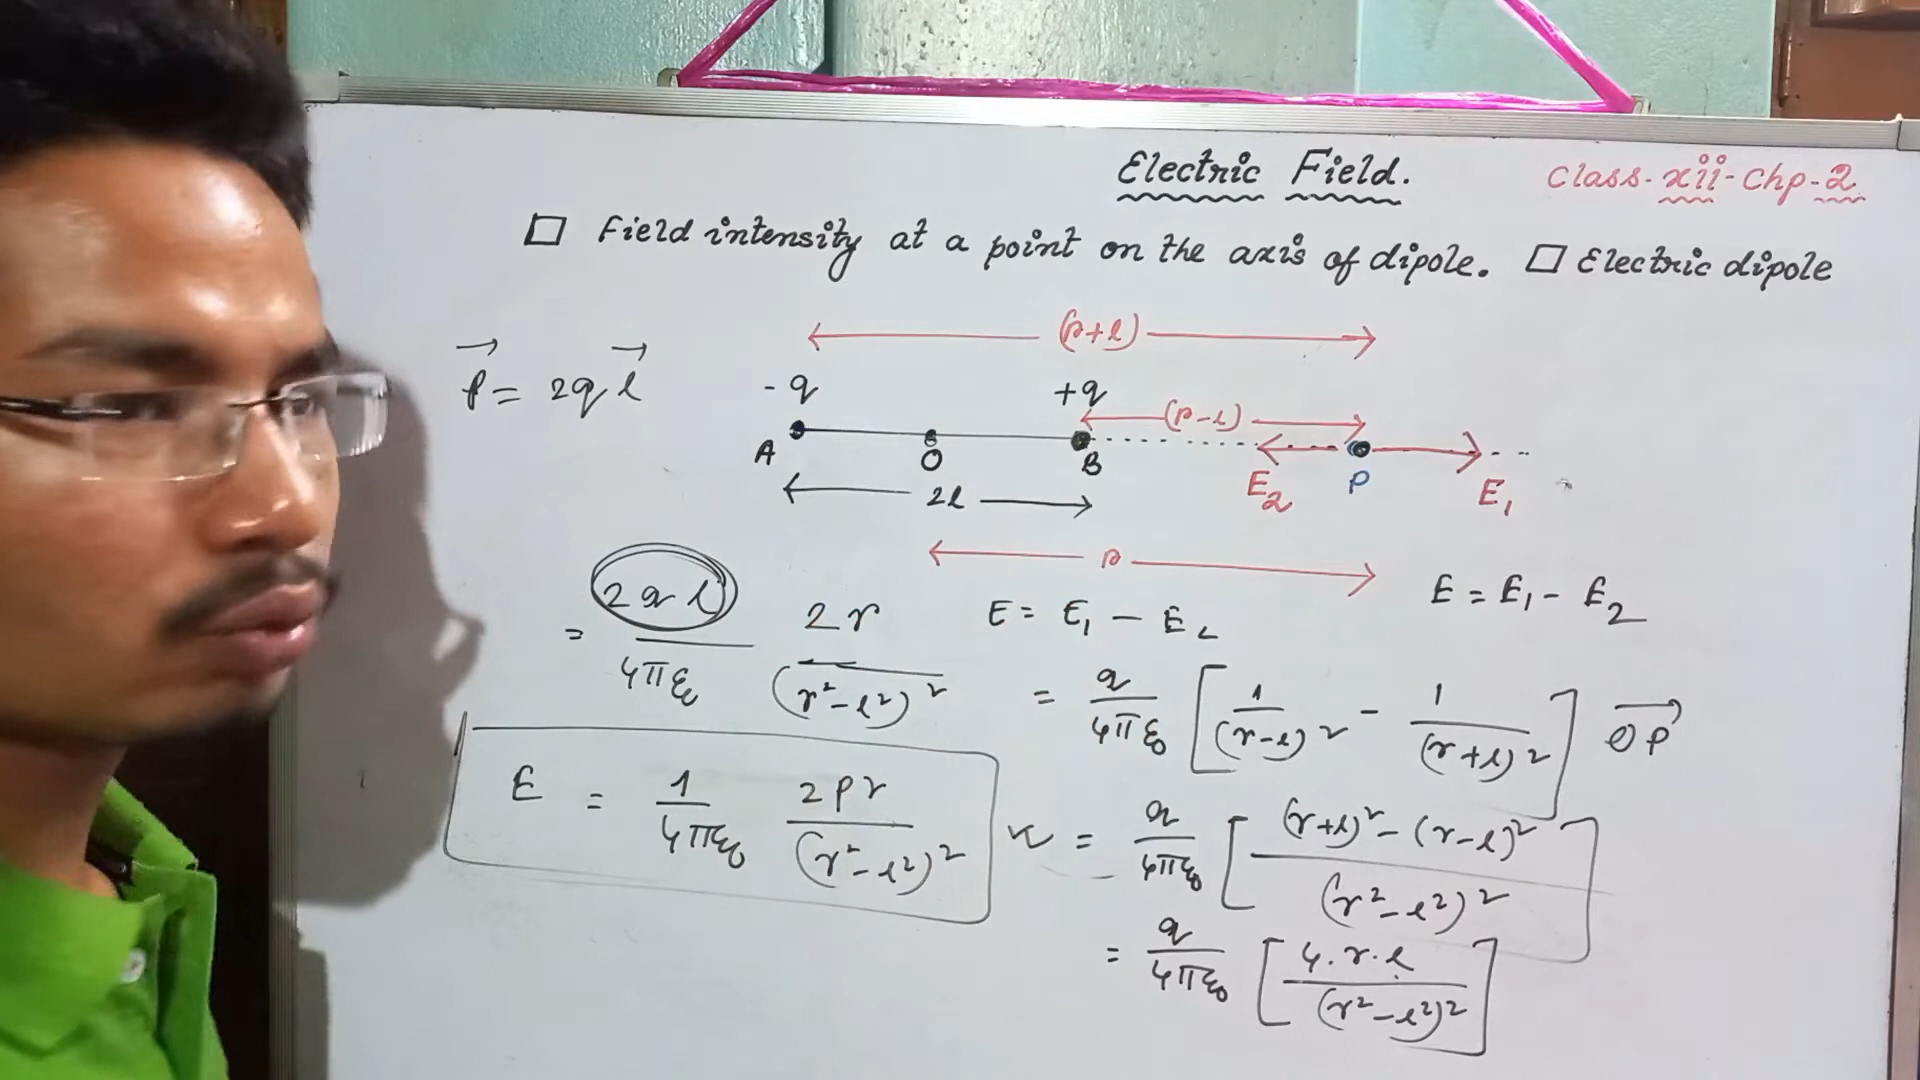 Electric Field. Class-xii-Chp-2
□ Field intensity at a point on the axis of dipole. □ Electric dipole
(r+l)
p⃗ = 2q l⃗
-q +q (r-l)
A O B E₂ P E₁
2l
r
E = E₁ - E₂
E = E₁ - E₂
= q/4πε₀ [1/(r-l)² - 1/(r+l)²] OP⃗
= q/4πε₀ [(r+l)² - (r-l)²/(r²-l²)²]
= q/4πε₀ [4.r.l/(r²-l²)²]
= 2ql/4πε₀ 2r/(r²-l²)²
E = 1/4πε₀ 2pr/(r²-l²)²